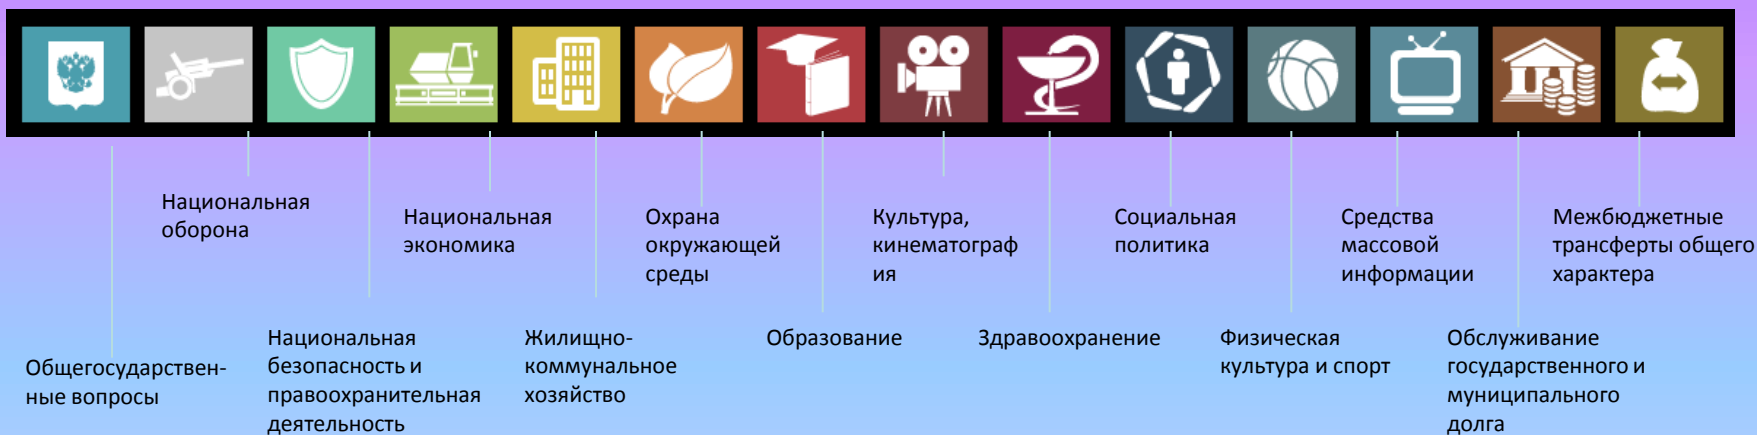 Национальная
оборона
Национальная
экономика
Охрана
окружающей
среды
Культура,
кинематограф
ия
Социальная
политика
Средства
массовой
информации
Межбюджетные
трансферты общего
характера
Общегосударствен-
ные вопросы
Национальная
безопасность и
правоохранительная
деятельность
Жилищно-
коммунальное
хозяйство
Образование
Здравоохранение
Физическая
культура и спорт
Обслуживание
государственного и
муниципального
долга